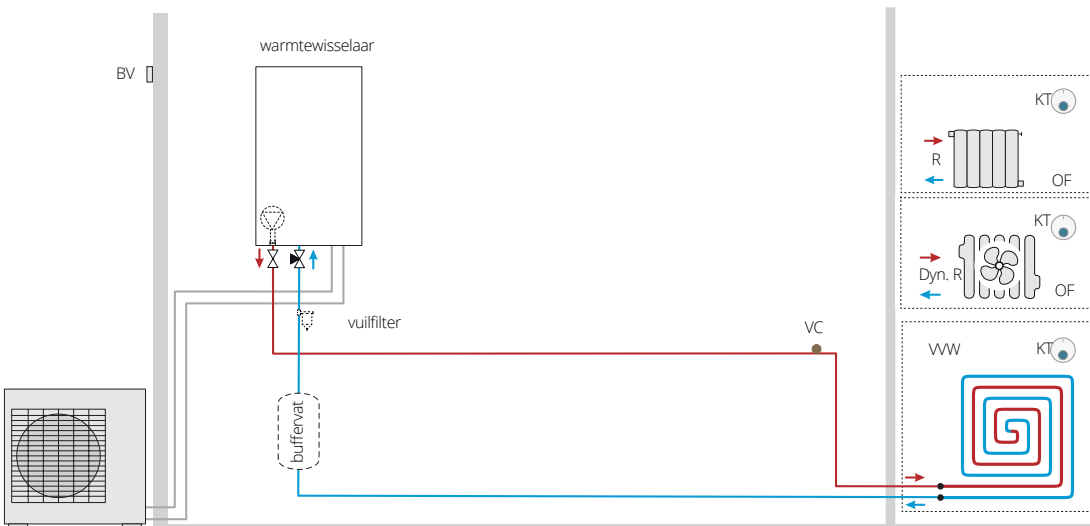 warmtewisselaar
BV
KT
R
OF
KT
Dyn. R
OF
vuilfilter
VC
VVW
KT
buffervat